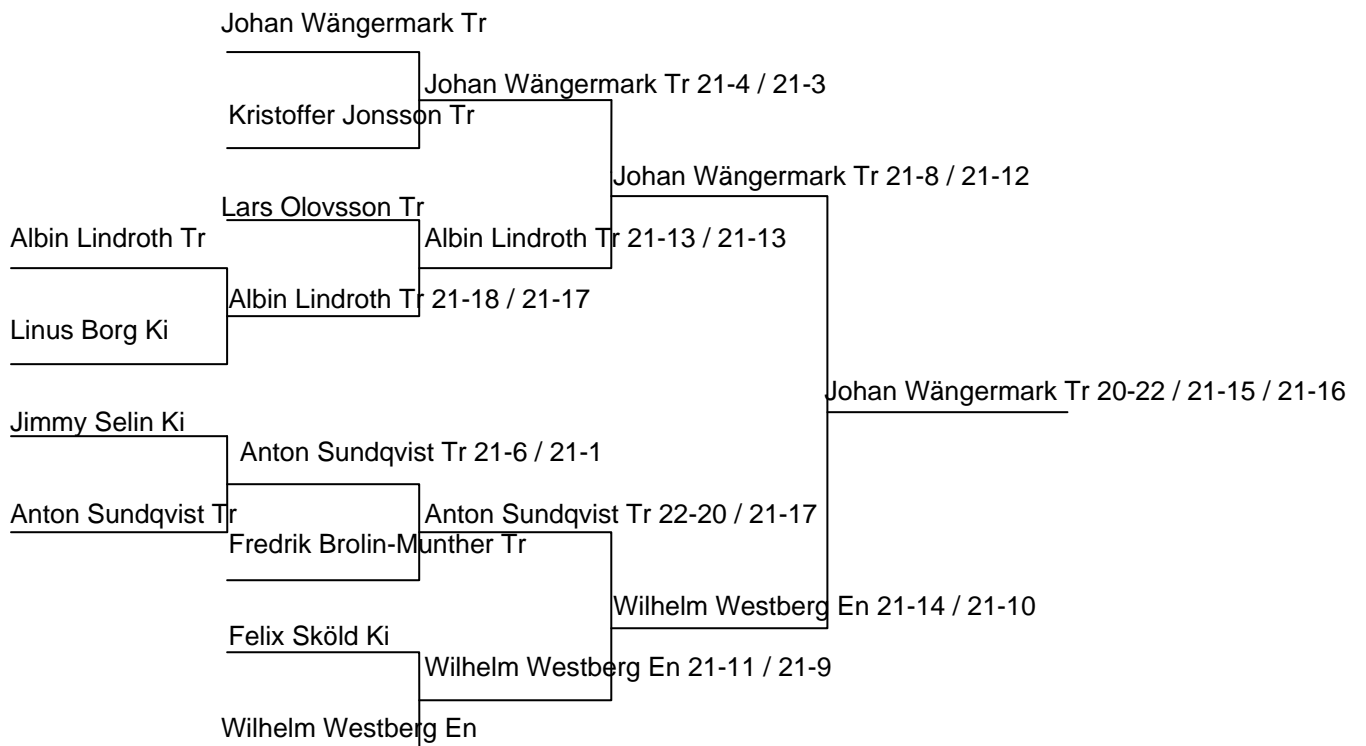 Johan Wängermark Tr
Johan Wängermark Tr 21-4 / 21-3
Kristoffer Jonsson Tr
Johan Wängermark Tr 21-8 / 21-12
Lars Olovsson Tr
Albin Lindroth Tr
Albin Lindroth Tr 21-13 / 21-13
Albin Lindroth Tr 21-18 / 21-17
Linus Borg Ki
Johan Wängermark Tr 20-22 / 21-15 / 21-16
Jimmy Selin Ki
Anton Sundqvist Tr 21-6 / 21-1
Anton Sundqvist Tr
Anton Sundqvist Tr 22-20 / 21-17
Fredrik Brolin-Munther Tr
Wilhelm Westberg En 21-14 / 21-10
Felix Sköld Ki
Wilhelm Westberg En 21-11 / 21-9
Wilhelm Westberg En